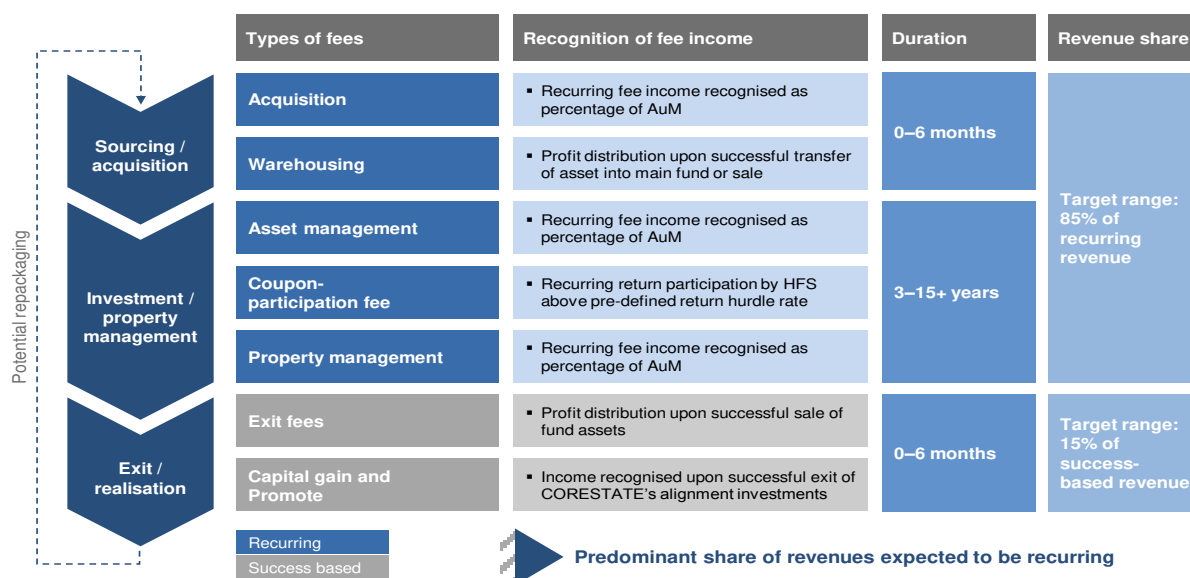 Types of fees
Recognition of fee income
Duration
Revenue share
Potential repackaging
Sourcing /
acquisition
Acquisition
▪ Recurring fee income recognised as
percentage of AuM
0–6 months
Warehousing
▪ Profit distribution upon successful transfer
of asset into main fund or sale
Target range:
85% of
recurring
revenue
Investment /
property
management
Asset management
▪ Recurring fee income recognised as
percentage of AuM
3–15+ years
Coupon-
participation fee
▪ Recurring return participation by HFS
above pre-defined return hurdle rate
Property management
▪ Recurring fee income recognised as
percentage of AuM
Exit /
realisation
Exit fees
▪ Profit distribution upon successful sale of
fund assets
0–6 months
Target range:
15% of
success-
based revenue
Capital gain and
Promote
▪ Income recognised upon successful exit of
CORESTATE's alignment investments
Recurring
Success based
Predominant share of revenues expected to be recurring